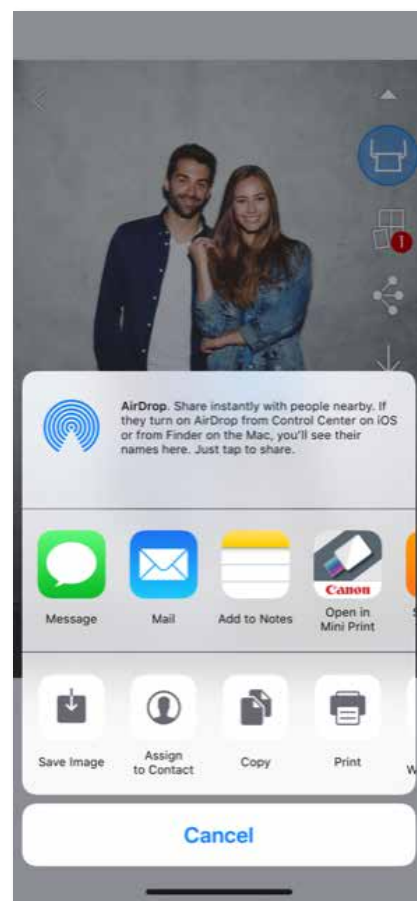 1
AirDrop. Share instantly with people nearby. If
they turn on AirDrop from Control Center on iOS
or from Finder on the Mac, you'll see their
names here. Just tap to share.
Canon
Message
Mail
Add to Notes
Open in
Mini Print
S
Save Image
Assign
to Contact
Copy
Print
W
Cancel